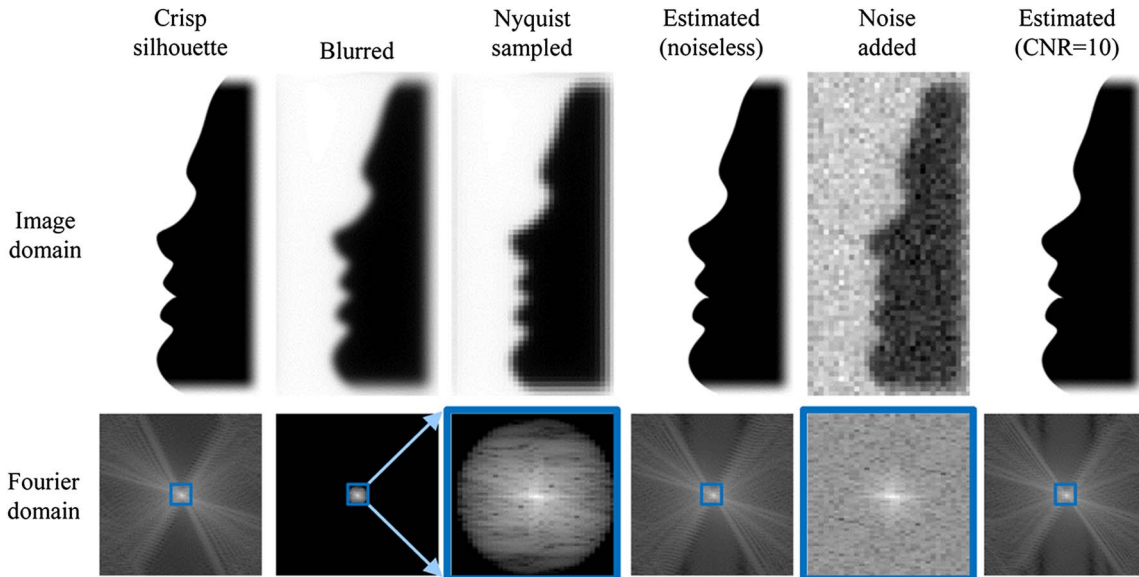 Crisp
silhouette
Blurred
Nyquist
sampled
Estimated
(noiseless)
Noise
added
Estimated
(CNR=10)
Image
domain
Fourier
domain